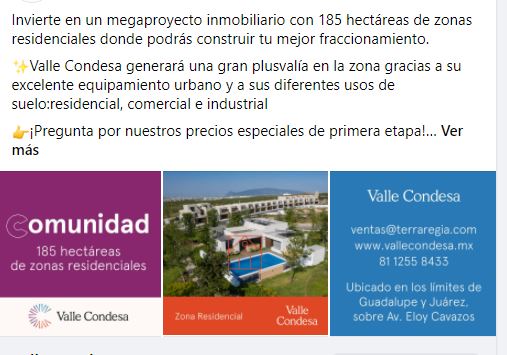 Invierte en un megaproyecto inmobiliario con 185 hectáreas de zonas
residenciales donde podrás construir tu mejor fraccionamiento.
✨Valle Condesa generará una gran plusvalía en la zona gracias a su
excelente equipamiento urbano y a sus diferentes usos de
suelo:residencial, comercial e industrial
👉¡Pregunta por nuestros precios especiales de primera etapa!... Ver
más
Comunidad
185 hectáreas
de zonas residenciales
Valle Condesa
Zona Residencial
Valle
Condesa
Valle Condesa
ventas@terraregia.com
www.vallecondesa.mx
81 1255 8433
Ubicado en los límites de
Guadalupe y Juárez,
sobre Av. Eloy Cavazos